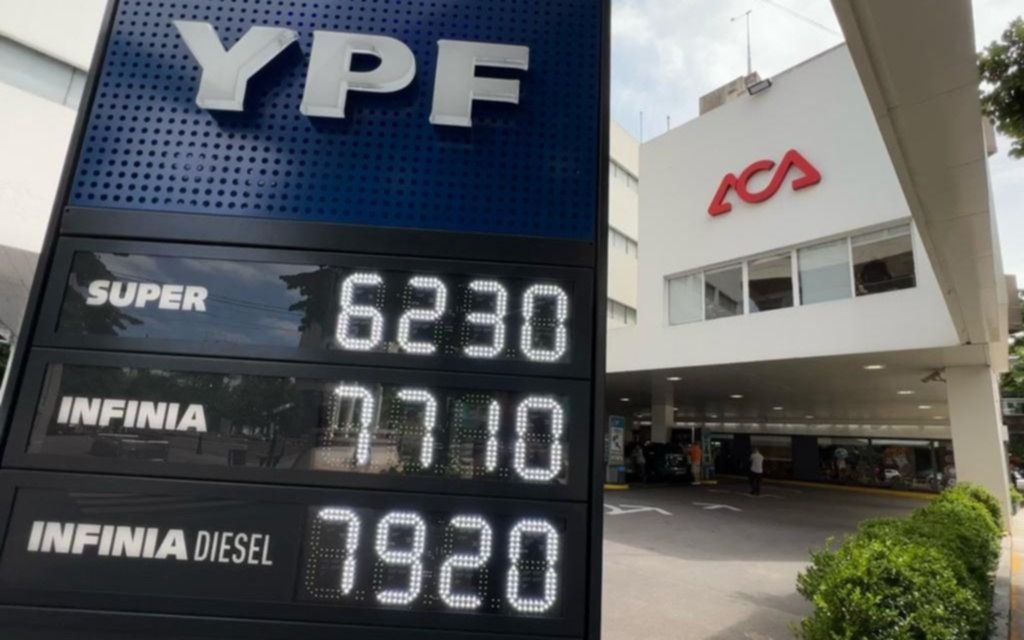 YPF
ACA
SUPER 6230
INFINIA 7710
INFINIA DIESEL 7920